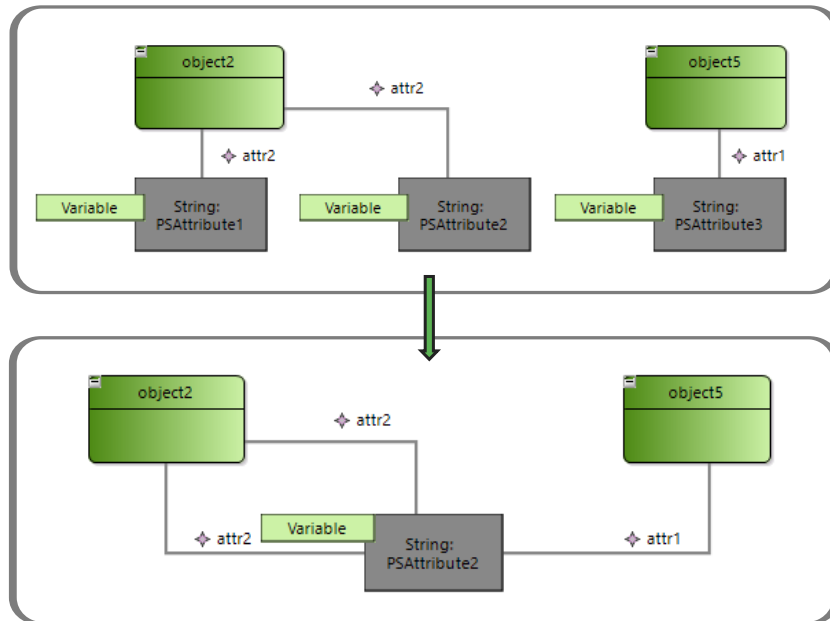 object2
object5
attr2
attr2
attr1
Variable
String:
PSAttribute1
Variable
String:
PSAttribute2
Variable
String:
PSAttribute3
object2
object5
attr2
Variable
attr2
String:
PSAttribute2
attr1